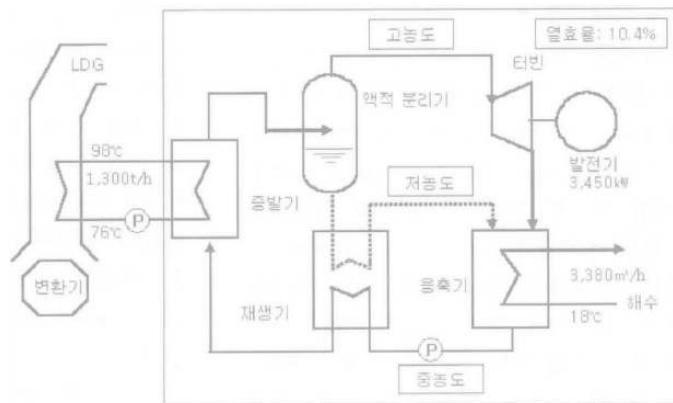 고농도
열효율: 10.4%
터빈
LDG
액적 분리기
98℃
1,300t/h
발전기
3,450kW
저농도
증발기
76℃
P
변환기
재생기
응축기
3,380㎥/h
해수
18℃
P
중농도